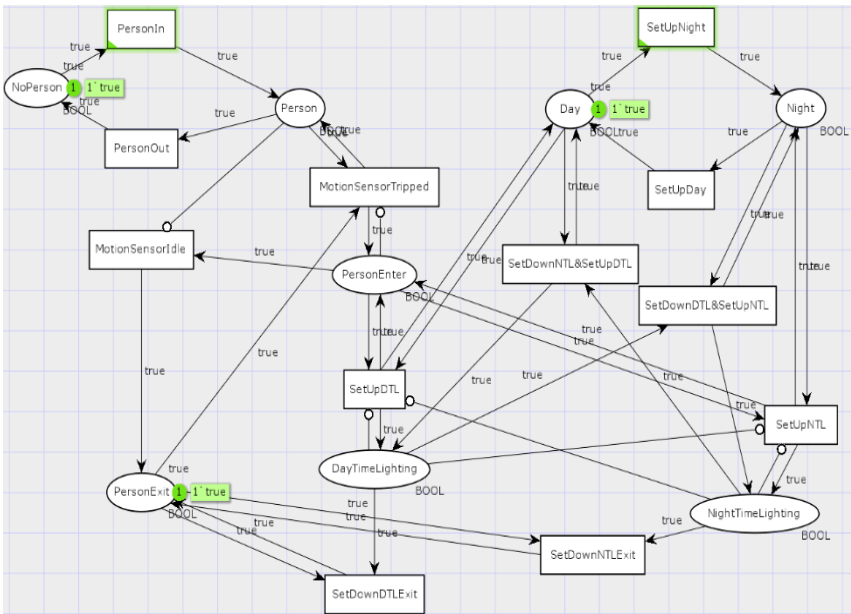 PersonIn
SetUpNight
true
true
true
true
NoPerson
1
1`true
true
BOOL
Person
BOOL
true
true
Day
1
1`true
BOOL
true
Night
BOOL
true
PersonOut
MotionSensorTripped
SetUpDay
true
true
MotionSensorIdle
true
true
PersonEnter
BOOL
SetDownNTL&SetUpDTL
true
true
true
SetDownDTL&SetUpNTL
true
true
true
true
true
SetUpDTL
true
true
true
true
SetUpNTL
true
DayTimeLighting
BOOL
true
true
PersonExit
1
1`true
BOOL
true
true
true
true
true
NightTimeLighting
BOOL
SetDownNTLExit
SetDownDTLExit